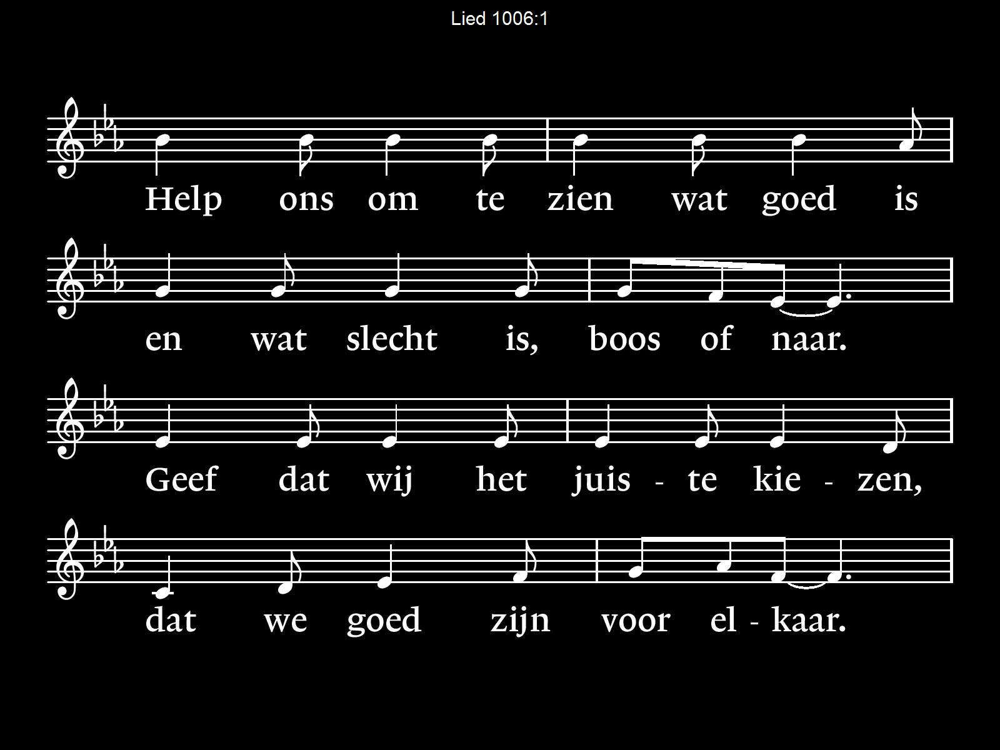 Lied 1006:1
Help ons om te zien wat goed is
en wat slecht is, boos of naar.
Geef dat wij het juis - te kie - zen,
dat we goed zijn voor el - kaar.